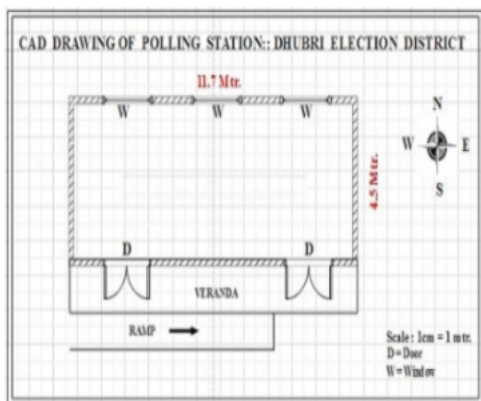 CAD DRAWING OF POLLING STATION:: DHUBRI ELECTION DISTRICT
11.7 Mtr.
W W W
N
W E
S
4.5 Mtr.
D D
VERANDA
RAMP
Scale: 1cm = 1 mtr.
D=Door
W=Window